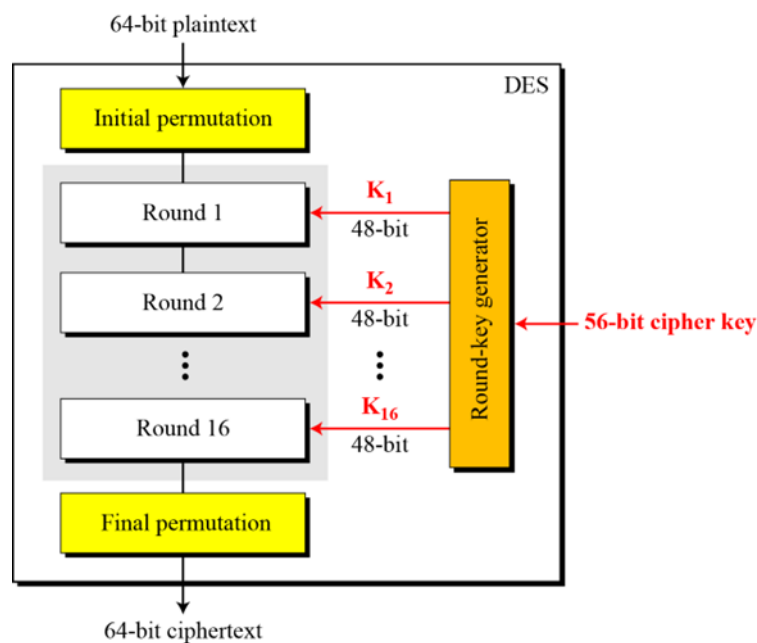 64-bit plaintext
DES
Initial permutation
Round 1
K₁
48-bit
Round 2
K₂
48-bit
Round-key generator
56-bit cipher key
Round 16
K₁₆
48-bit
Final permutation
64-bit ciphertext